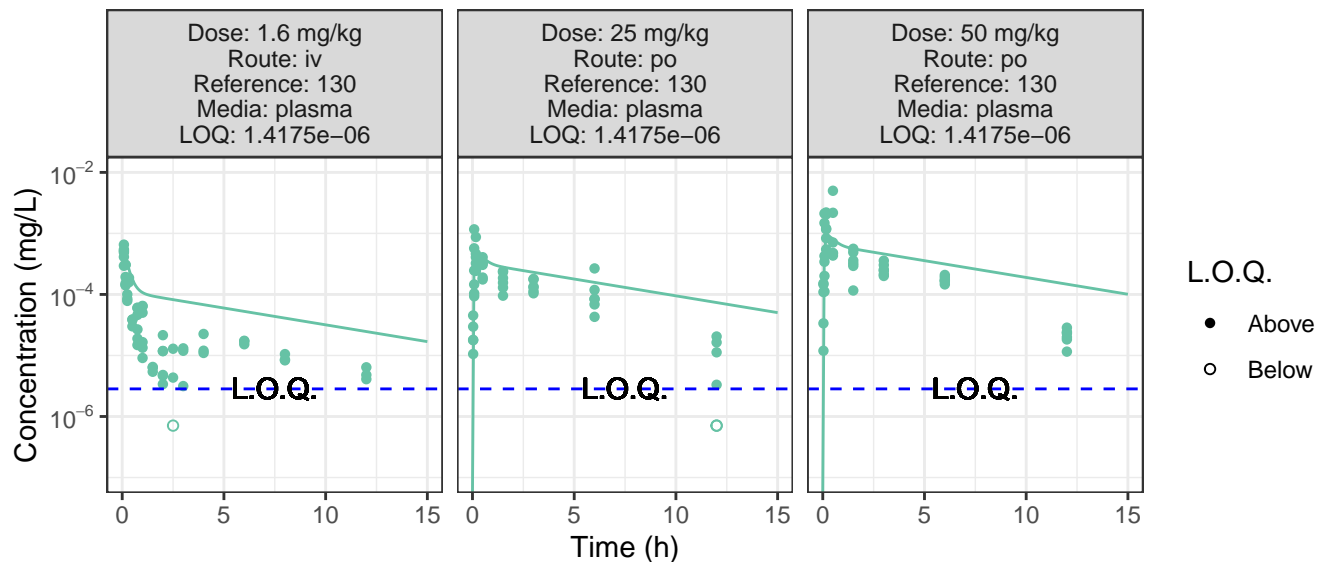 Dose: 1.6 mg/kg
Route: iv
Reference: 130
Media: plasma
LOQ: 1.4175e−06
Dose: 25 mg/kg
Route: po
Reference: 130
Media: plasma
LOQ: 1.4175e−06
Dose: 50 mg/kg
Route: po
Reference: 130
Media: plasma
LOQ: 1.4175e−06
Concentration (mg/L)
10⁻²
10⁻⁴
10⁻⁶
L.O.Q.
L.O.Q.
L.O.Q.
0 5 10 15
0 5 10 15
0 5 10 15
Time (h)
L.O.Q.
Above
Below